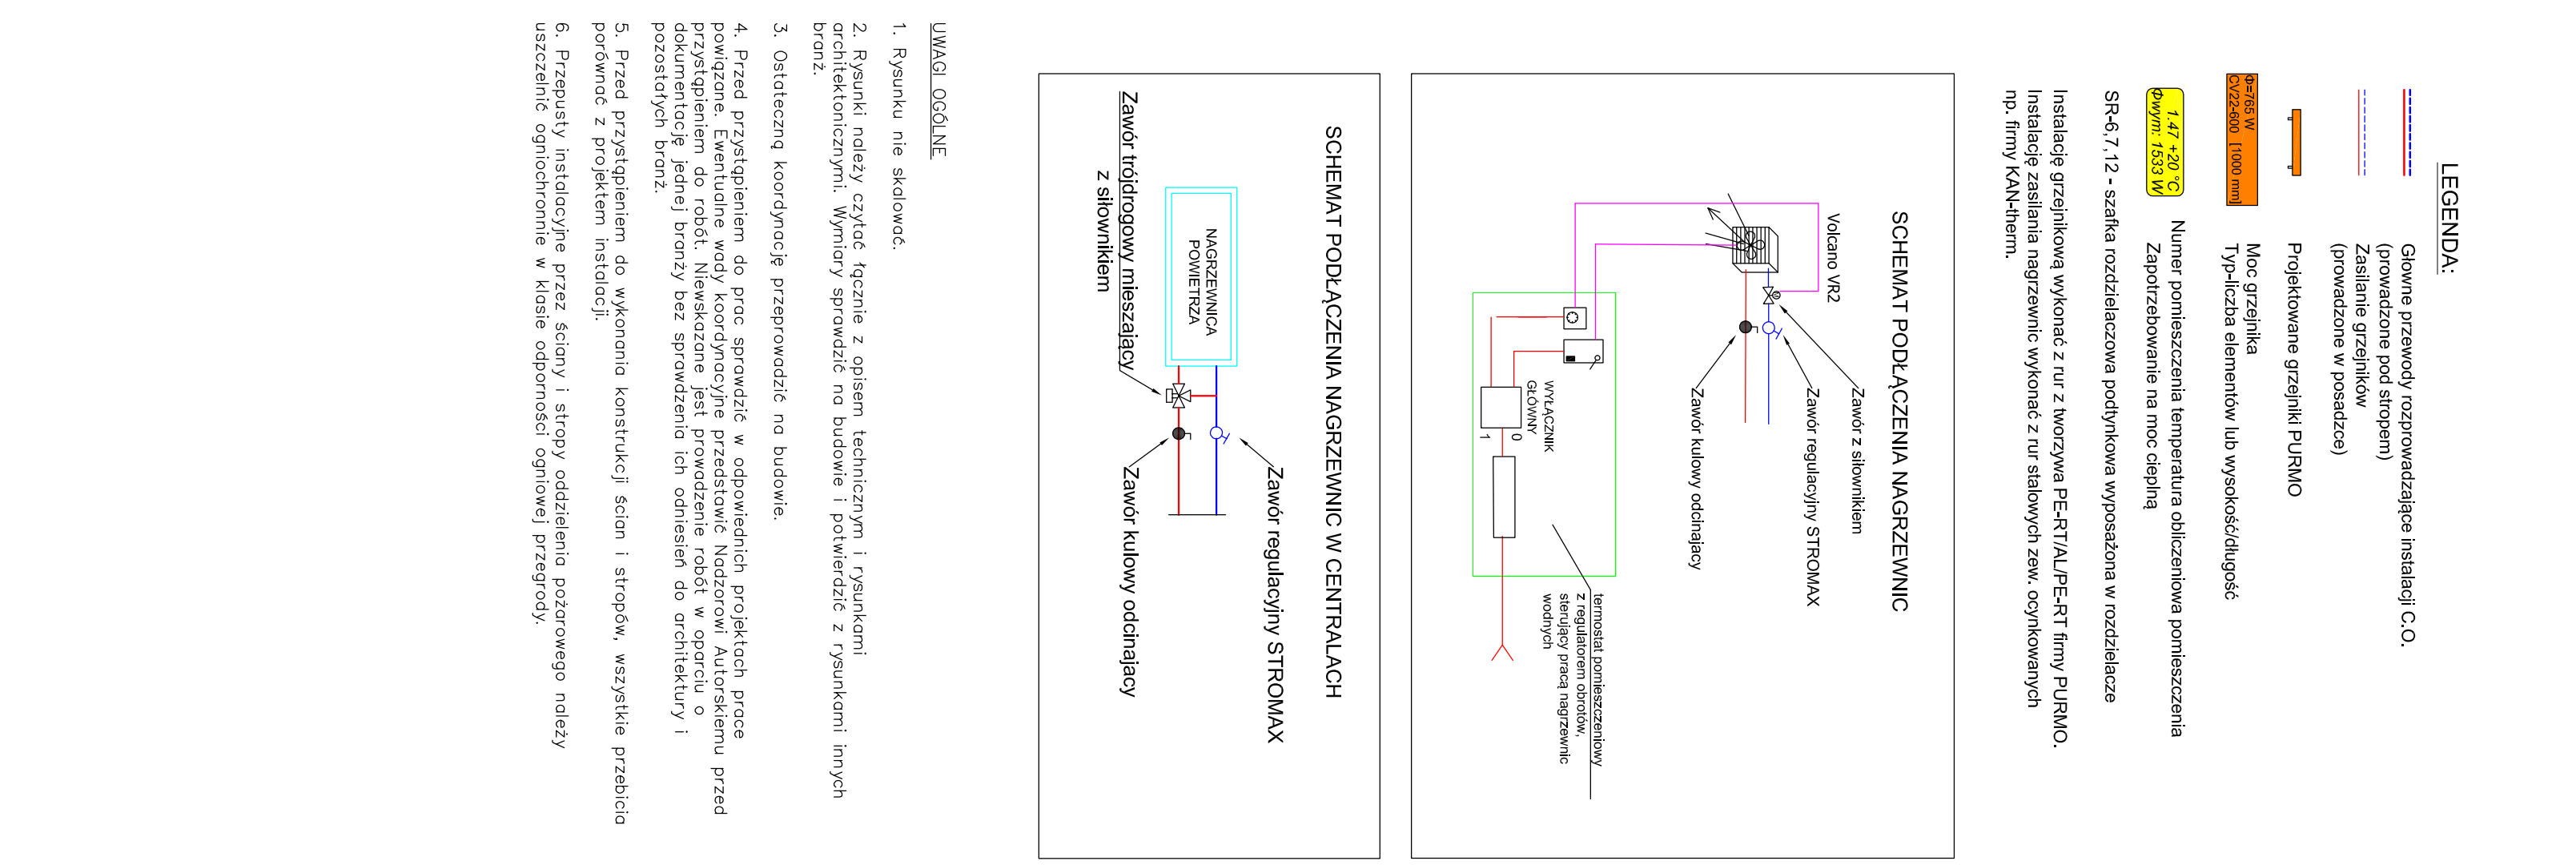 LEGENDA:
Głowne przewody rozprowadzające instalacji C.O.
(prowadzone pod stropem)
Zasilanie grzejników
(prowadzone w posadzce)
Projektowane grzejniki PURMO
Φ=765 W
CV22-600 [1000 mm]
Moc grzejnika
Typ-liczba elementów lub wysokość/długość
1.47 +20 °C
Φwym: 1533 W
Numer pomieszczenia temperatura obliczeniowa pomieszczenia
Zapotrzebowanie na moc cieplną
SR-6,7,12 - szafka rozdzielaczowa podtynkowa wyposażona w rozdzielacze
Instalację grzejnikową wykonać z rur z tworzywa PE-RT/AL/PE-RT firmy PURMO.
Instalację zasilania nagrzewnic wykonać z rur stalowych zew. ocynkowanych
np. firmy KAN-therm.
SCHEMAT PODŁĄCZENIA NAGRZEWNIC
Volcano VR2
Zawór z siłownikiem
Zawór regulacyjny STROMAX
Zawór kulowy odcinajacy
WYŁĄCZNIK
GŁÓWNY
0
1
termostat pomieszczeniowy
z regulatorem obrotów,
sterujący pracą nagrzewnic
wodnych
SCHEMAT PODŁĄCZENIA NAGRZEWNIC W CENTRALACH
NAGRZEWNICA
POWIETRZA
Zawór regulacyjny STROMAX
Zawór trójdrogowy mieszający
z siłownikiem
Zawór kulowy odcinajacy
UWAGI OGÓLNE
1. Rysunku nie skalować.
2. Rysunki należy czytać łącznie z opisem technicznym i rysunkami
architektonicznymi. Wymiary sprawdzić na budowie i potwierdzić z rysunkami innych
branż.
3. Ostateczną koordynację przeprowadzić na budowie.
4. Przed przystąpieniem do prac sprawdzić w odpowiednich projektach prace
powiązane. Ewentualne wady koordynacyjne przedstawić Nadzorowi Autorskiemu przed
przystąpieniem do robót. Niewskazane jest prowadzenie robót w oparciu o
dokumentację jednej branży bez sprawdzenia ich odniesień do architektury i
pozostałych branż.
5. Przed przystąpieniem do wykonania konstrukcji ścian i stropów, wszystkie przebicia
porównać z projektem instalacji.
6. Przepusty instalacyjne przez ściany i stropy oddzielenia pożarowego należy
uszczelnić ogniochronnie w klasie odporności ogniowej przegrody.